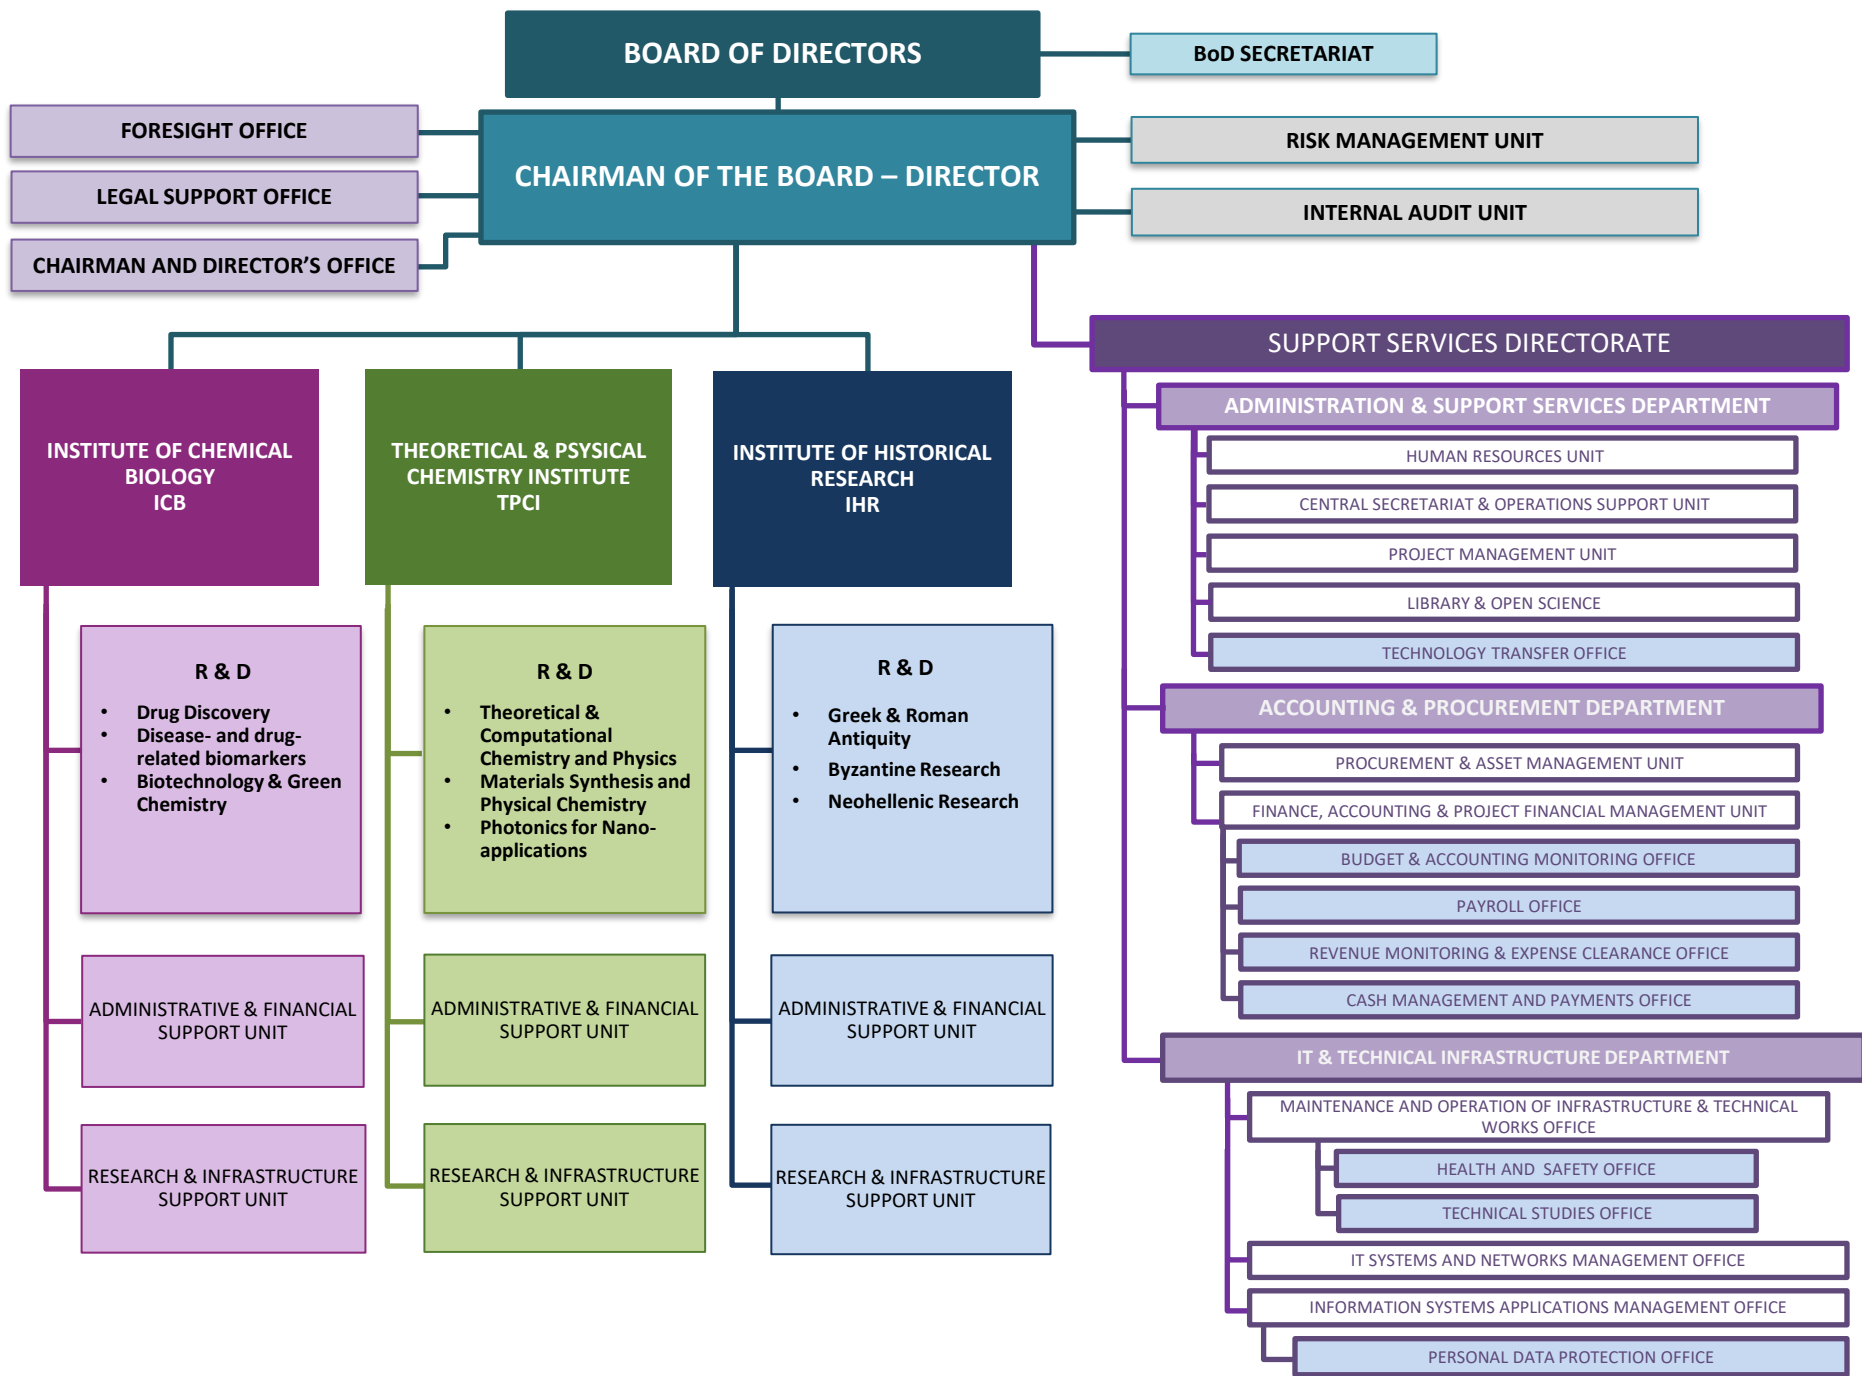 BOARD OF DIRECTORS
BoD SECRETARIAT
FORESIGHT OFFICE
LEGAL SUPPORT OFFICE
CHAIRMAN AND DIRECTOR'S OFFICE
CHAIRMAN OF THE BOARD – DIRECTOR
RISK MANAGEMENT UNIT
INTERNAL AUDIT UNIT
INSTITUTE OF CHEMICAL
BIOLOGY
ICB
R & D
• Drug Discovery
• Disease- and drug-
related biomarkers
• Biotechnology & Green
Chemistry
ADMINISTRATIVE & FINANCIAL
SUPPORT UNIT
RESEARCH & INFRASTRUCTURE
SUPPORT UNIT
THEORETICAL & PSYSICAL
CHEMISTRY INSTITUTE
TPCI
R & D
• Theoretical &
Computational
Chemistry and Physics
• Materials Synthesis and
Physical Chemistry
• Photonics for Nano-
applications
ADMINISTRATIVE & FINANCIAL
SUPPORT UNIT
RESEARCH & INFRASTRUCTURE
SUPPORT UNIT
INSTITUTE OF HISTORICAL
RESEARCH
IHR
R & D
• Greek & Roman
Antiquity
• Byzantine Research
• Neohellenic Research
ADMINISTRATIVE & FINANCIAL
SUPPORT UNIT
RESEARCH & INFRASTRUCTURE
SUPPORT UNIT
SUPPORT SERVICES DIRECTORATE
ADMINISTRATION & SUPPORT SERVICES DEPARTMENT
HUMAN RESOURCES UNIT
CENTRAL SECRETARIAT & OPERATIONS SUPPORT UNIT
PROJECT MANAGEMENT UNIT
LIBRARY & OPEN SCIENCE
TECHNOLOGY TRANSFER OFFICE
ACCOUNTING & PROCUREMENT DEPARTMENT
PROCUREMENT & ASSET MANAGEMENT UNIT
FINANCE, ACCOUNTING & PROJECT FINANCIAL MANAGEMENT UNIT
BUDGET & ACCOUNTING MONITORING OFFICE
PAYROLL OFFICE
REVENUE MONITORING & EXPENSE CLEARANCE OFFICE
CASH MANAGEMENT AND PAYMENTS OFFICE
IT & TECHNICAL INFRASTRUCTURE DEPARTMENT
MAINTENANCE AND OPERATION OF INFRASTRUCTURE & TECHNICAL
WORKS OFFICE
HEALTH AND SAFETY OFFICE
TECHNICAL STUDIES OFFICE
IT SYSTEMS AND NETWORKS MANAGEMENT OFFICE
INFORMATION SYSTEMS APPLICATIONS MANAGEMENT OFFICE
PERSONAL DATA PROTECTION OFFICE